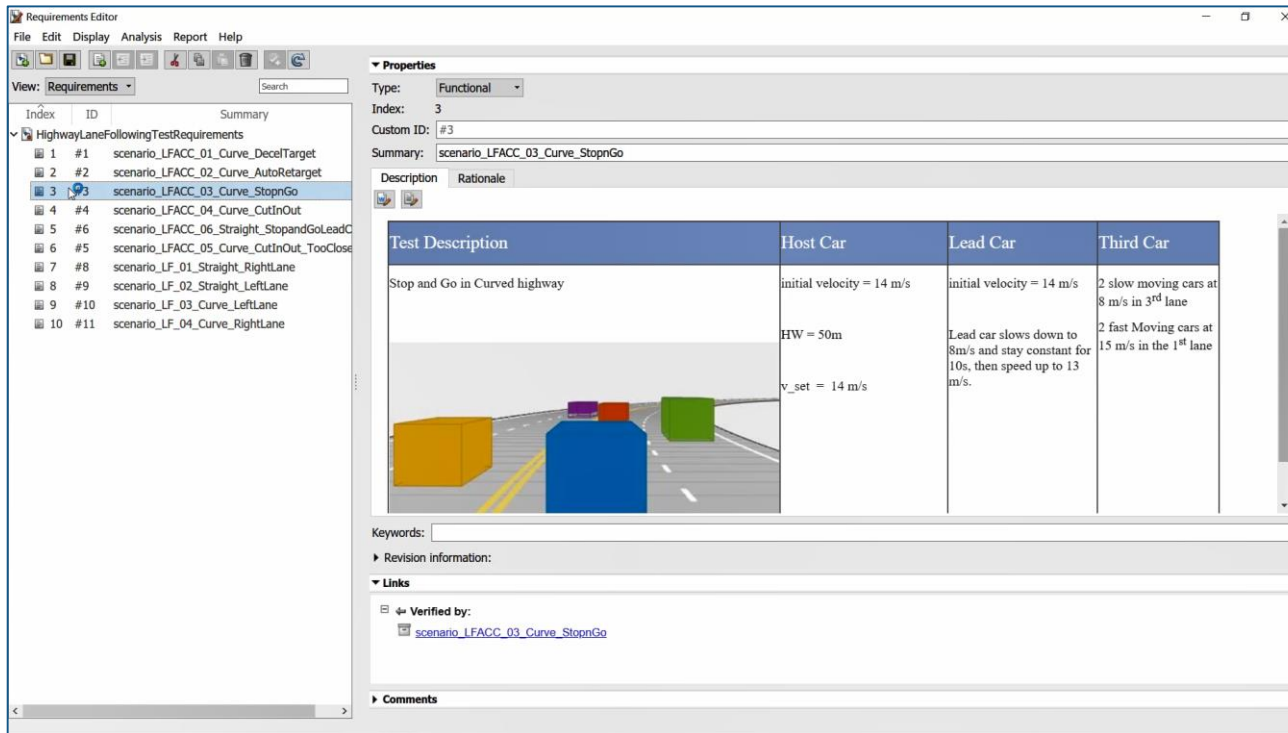 Requirements Editor
File Edit Display Analysis Report Help
View: Requirements
Search
Index ID Summary
HighwayLaneFollowingTestRequirements
1 #1 scenario_LFACC_01_Curve_DecelTarget
2 #2 scenario_LFACC_02_Curve_AutoRetarget
3 #3 scenario_LFACC_03_Curve_StopnGo
4 #4 scenario_LFACC_04_Curve_CutInOut
5 #6 scenario_LFACC_06_Straight_StopandGoLeadC
6 #5 scenario_LFACC_05_Curve_CutInOut_TooClose
7 #8 scenario_LF_01_Straight_RightLane
8 #9 scenario_LF_02_Straight_LeftLane
9 #10 scenario_LF_03_Curve_LeftLane
10 #11 scenario_LF_04_Curve_RightLane
Properties
Type: Functional
Index: 3
Custom ID: #3
Summary: scenario_LFACC_03_Curve_StopnGo
Description Rationale
Test Description Host Car Lead Car Third Car
Stop and Go in Curved highway
initial velocity = 14 m/s
HW = 50m
v_set = 14 m/s
initial velocity = 14 m/s
Lead car slows down to
8m/s and stay constant for
10s, then speed up to 13
m/s.
2 slow moving cars at
8 m/s in 3rd lane
2 fast Moving cars at
15 m/s in the 1st lane
Keywords:
Revision information:
Links
Verified by:
scenario_LFACC_03_Curve_StopnGo
Comments